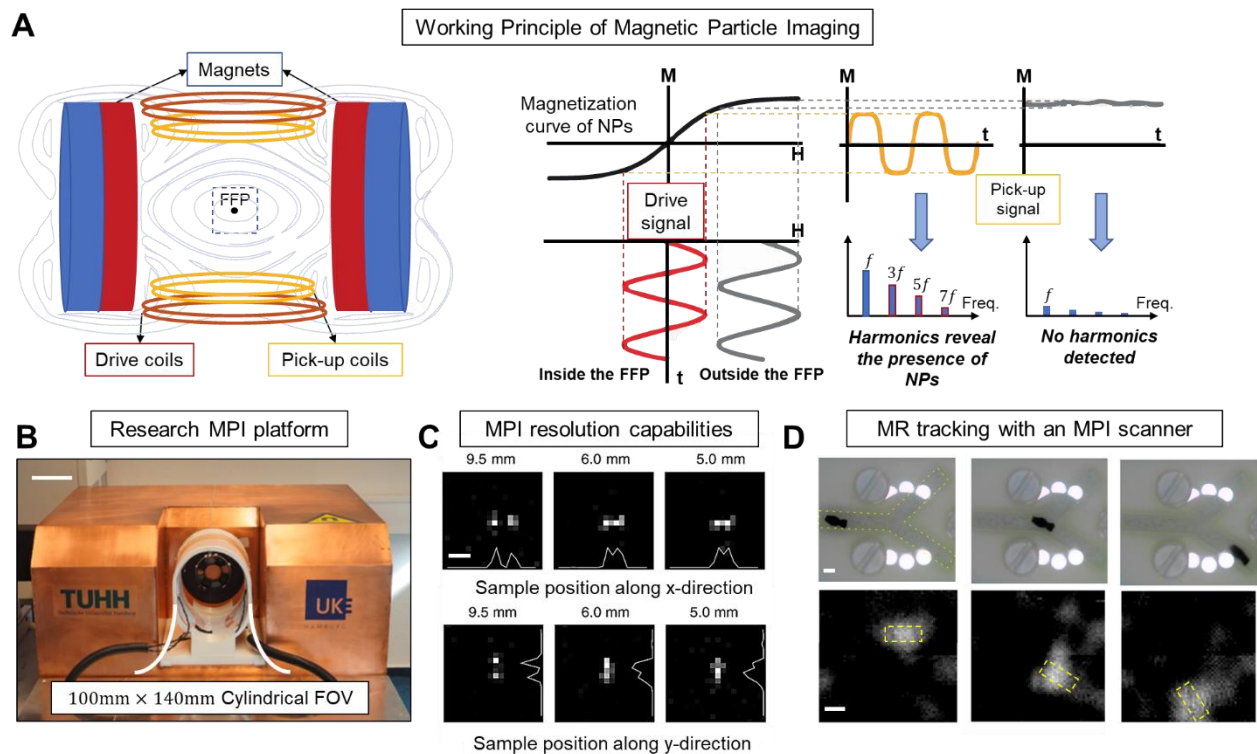 A
Working Principle of Magnetic Particle Imaging
Magnets
FFP
Drive coils
Pick-up coils
Magnetization
curve of NPs
M
H
Drive
signal
H
t
Inside the FFP
Outside the FFP
M
t
Pick-up
signal
M
t
f
3f
5f
7f
Freq.
Harmonics reveal
the presence of
NPs
f
Freq.
No harmonics
detected
B
Research MPI platform
TUHH
UKE
HAMBURG
100mm × 140mm Cylindrical FOV
C
MPI resolution capabilities
9.5 mm
6.0 mm
5.0 mm
Sample position along x-direction
9.5 mm
6.0 mm
5.0 mm
Sample position along y-direction
D
MR tracking with an MPI scanner